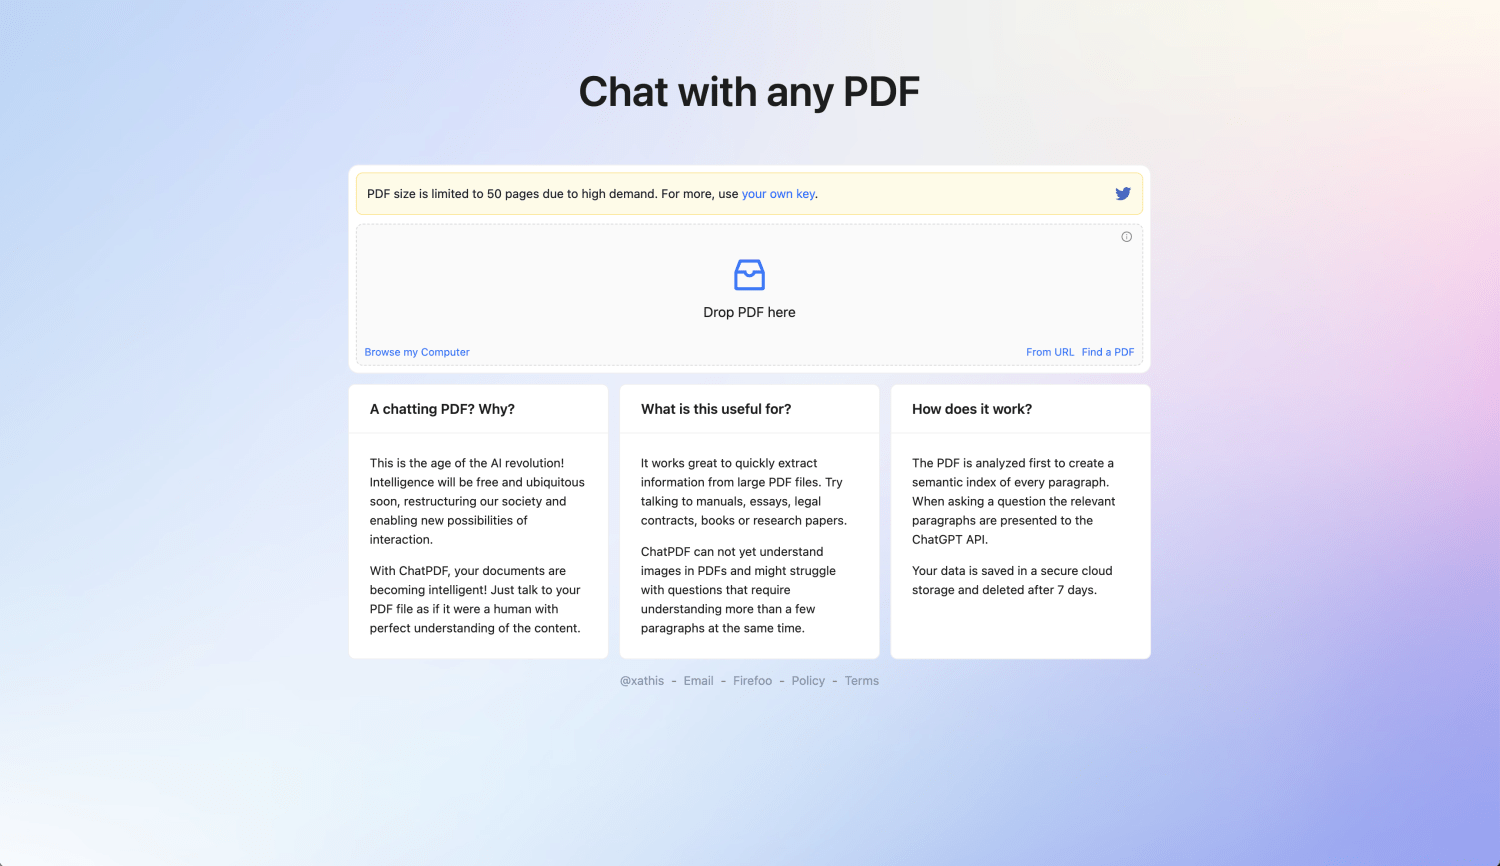 Chat with any PDF
PDF size is limited to 50 pages due to high demand. For more, use your own key.
Drop PDF here
Browse my Computer
From URL Find a PDF
A chatting PDF? Why?
This is the age of the AI revolution!
Intelligence will be free and ubiquitous
soon, restructuring our society and
enabling new possibilities of
interaction.
With ChatPDF, your documents are
becoming intelligent! Just talk to your
PDF file as if it were a human with
perfect understanding of the content.
What is this useful for?
It works great to quickly extract
information from large PDF files. Try
talking to manuals, essays, legal
contracts, books or research papers.
ChatPDF can not yet understand
images in PDFs and might struggle
with questions that require
understanding more than a few
paragraphs at the same time.
How does it work?
The PDF is analyzed first to create a
semantic index of every paragraph.
When asking a question the relevant
paragraphs are presented to the
ChatGPT API.
Your data is saved in a secure cloud
storage and deleted after 7 days.
@xathis - Email - Firefoo - Policy - Terms